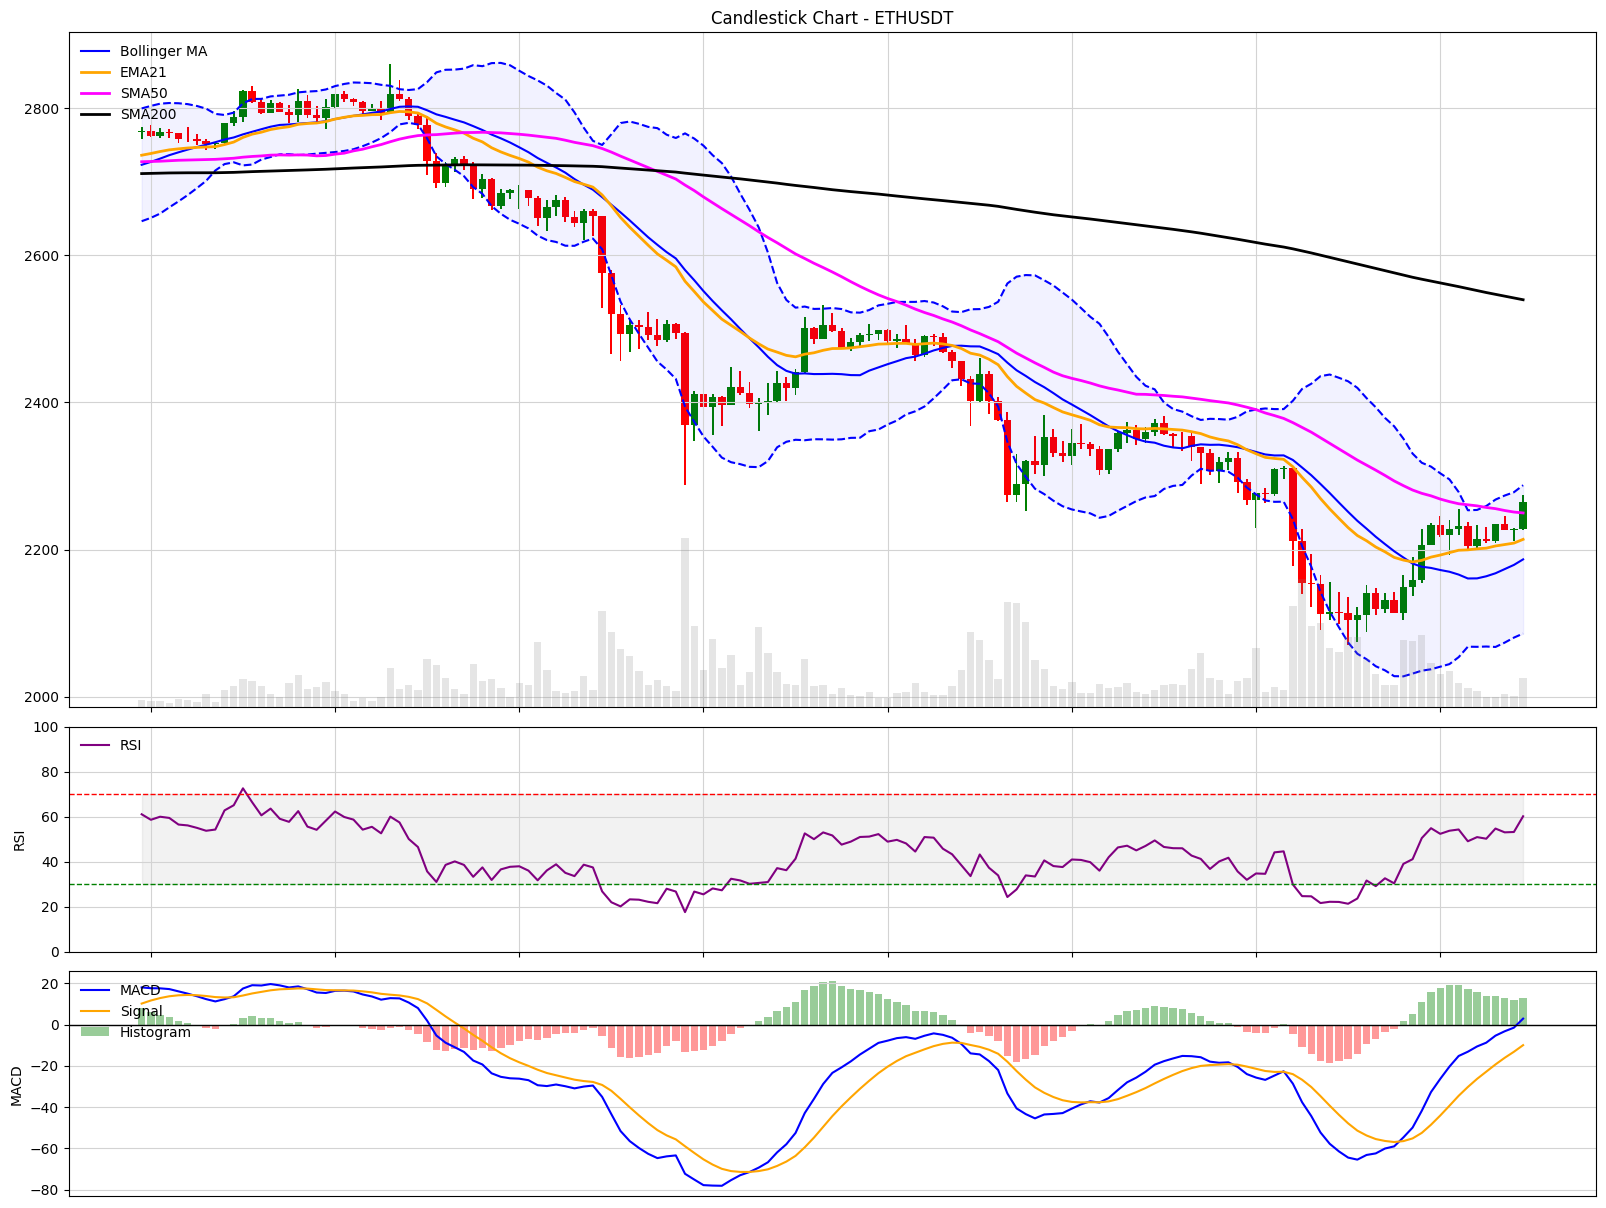 Candlestick Chart - ETHUSDT
Bollinger MA
EMA21
SMA50
SMA200
2800
2600
2400
2200
2000
RSI
100
80
60
40
20
0
RSI
MACD
Signal
Histogram
20
0
−20
−40
−60
−80
MACD